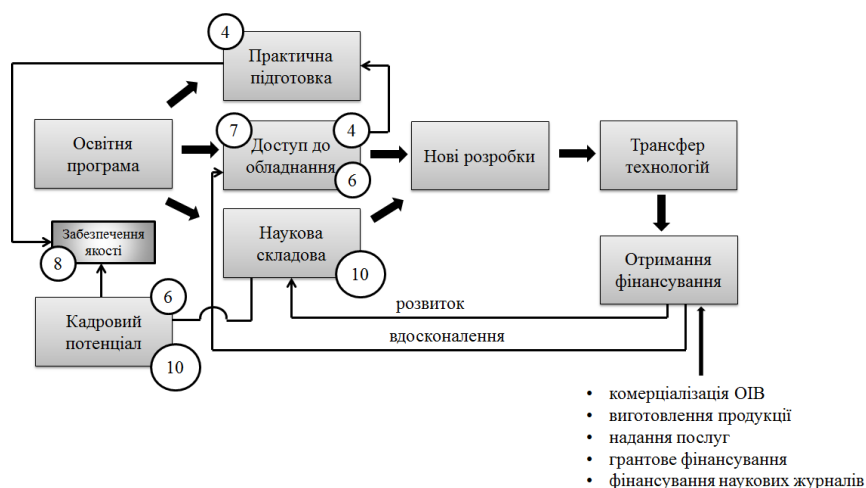 4
Практична
підготовка
Освітня
програма
7
4
Доступ до
обладнання
6
Нові розробки
Трансфер
технологій
Забезпечення
якості
8
Наукова
складова
10
Отримання
фінансування
6
Кадровий
потенціал
10
розвиток
вдосконалення
• комерціалізація ОІВ
• виготовлення продукції
• надання послуг
• грантове фінансування
• фінансування наукових журналів